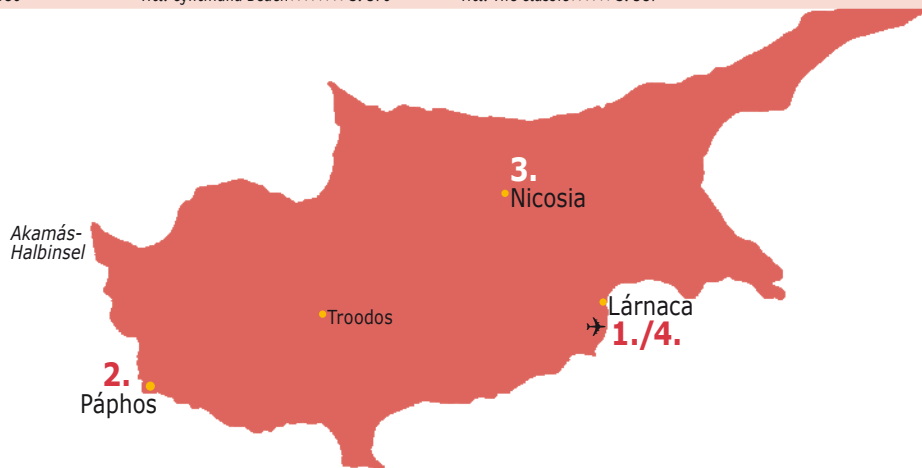 3.
Nicosia
Akamás-
Halbinsel
Lárnaca
1./4.
Troodos
2.
Páphos